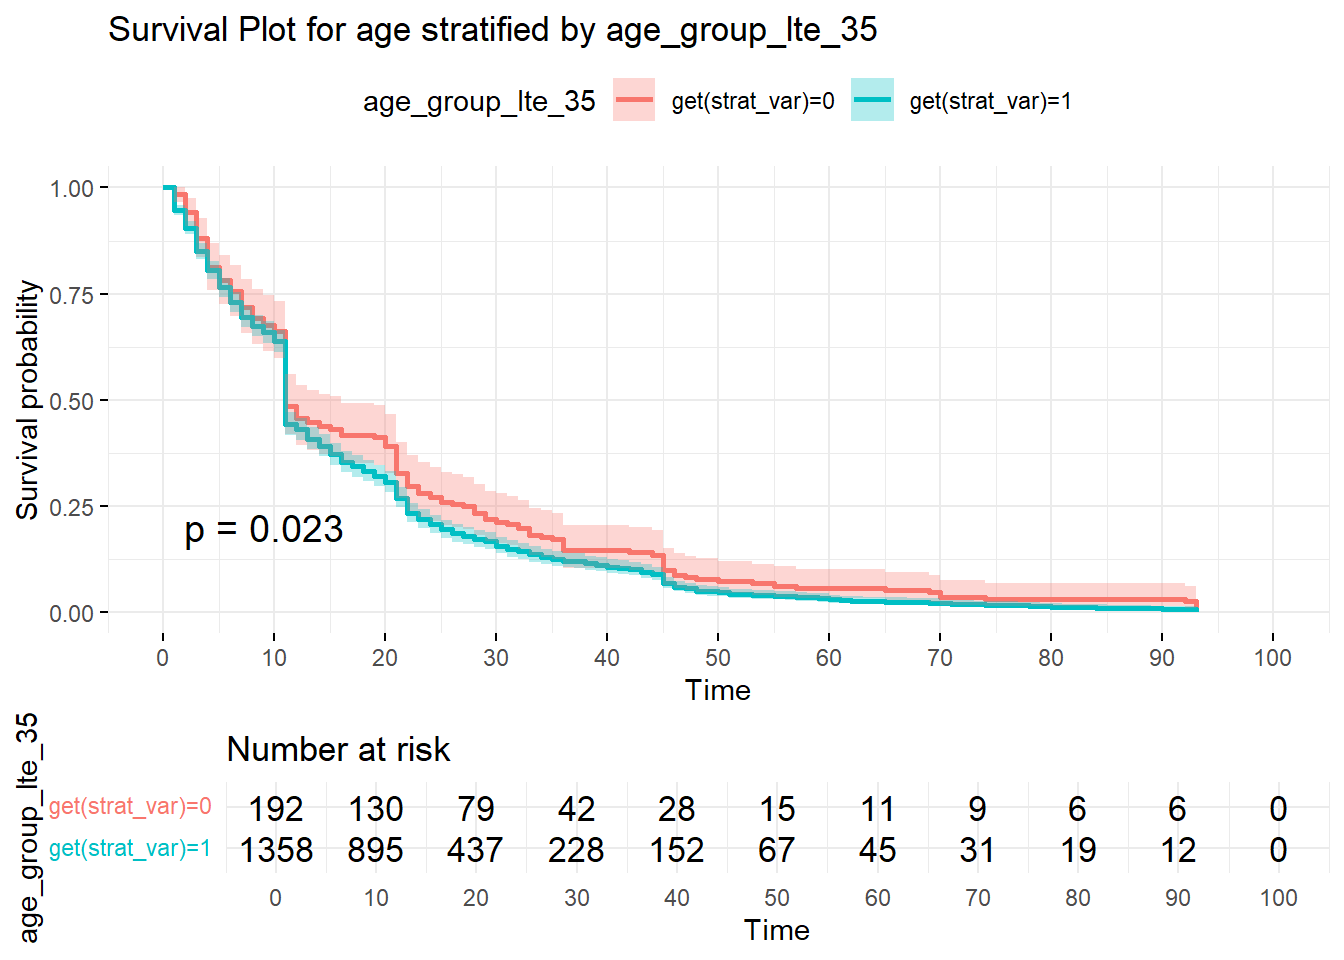 Survival Plot for age stratified by age_group_lte_35
age_group_lte_35 get(strat_var)=0 get(strat_var)=1
Survival probability
1.00
0.75
0.50
0.25
0.00
p = 0.023
0 10 20 30 40 50 60 70 80 90 100
Time
Number at risk
age_group_lte_35
get(strat_var)=0 192 130 79 42 28 15 11 9 6 6 0
get(strat_var)=1 1358 895 437 228 152 67 45 31 19 12 0
0 10 20 30 40 50 60 70 80 90 100
Time